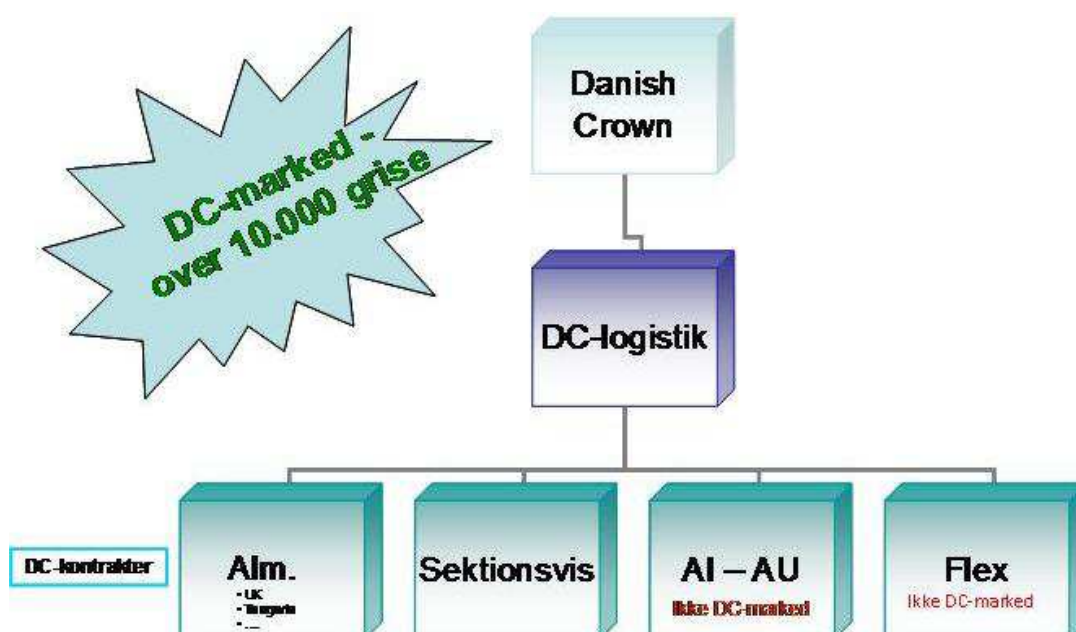 DC-marked -
over 10.000 grise
Danish
Crown
DC-logistik
DC-kontrakter
Alm.
- UK
Sektionsvis
AI – AU
Ikke DC-marked
Flex
Ikke DC-marked